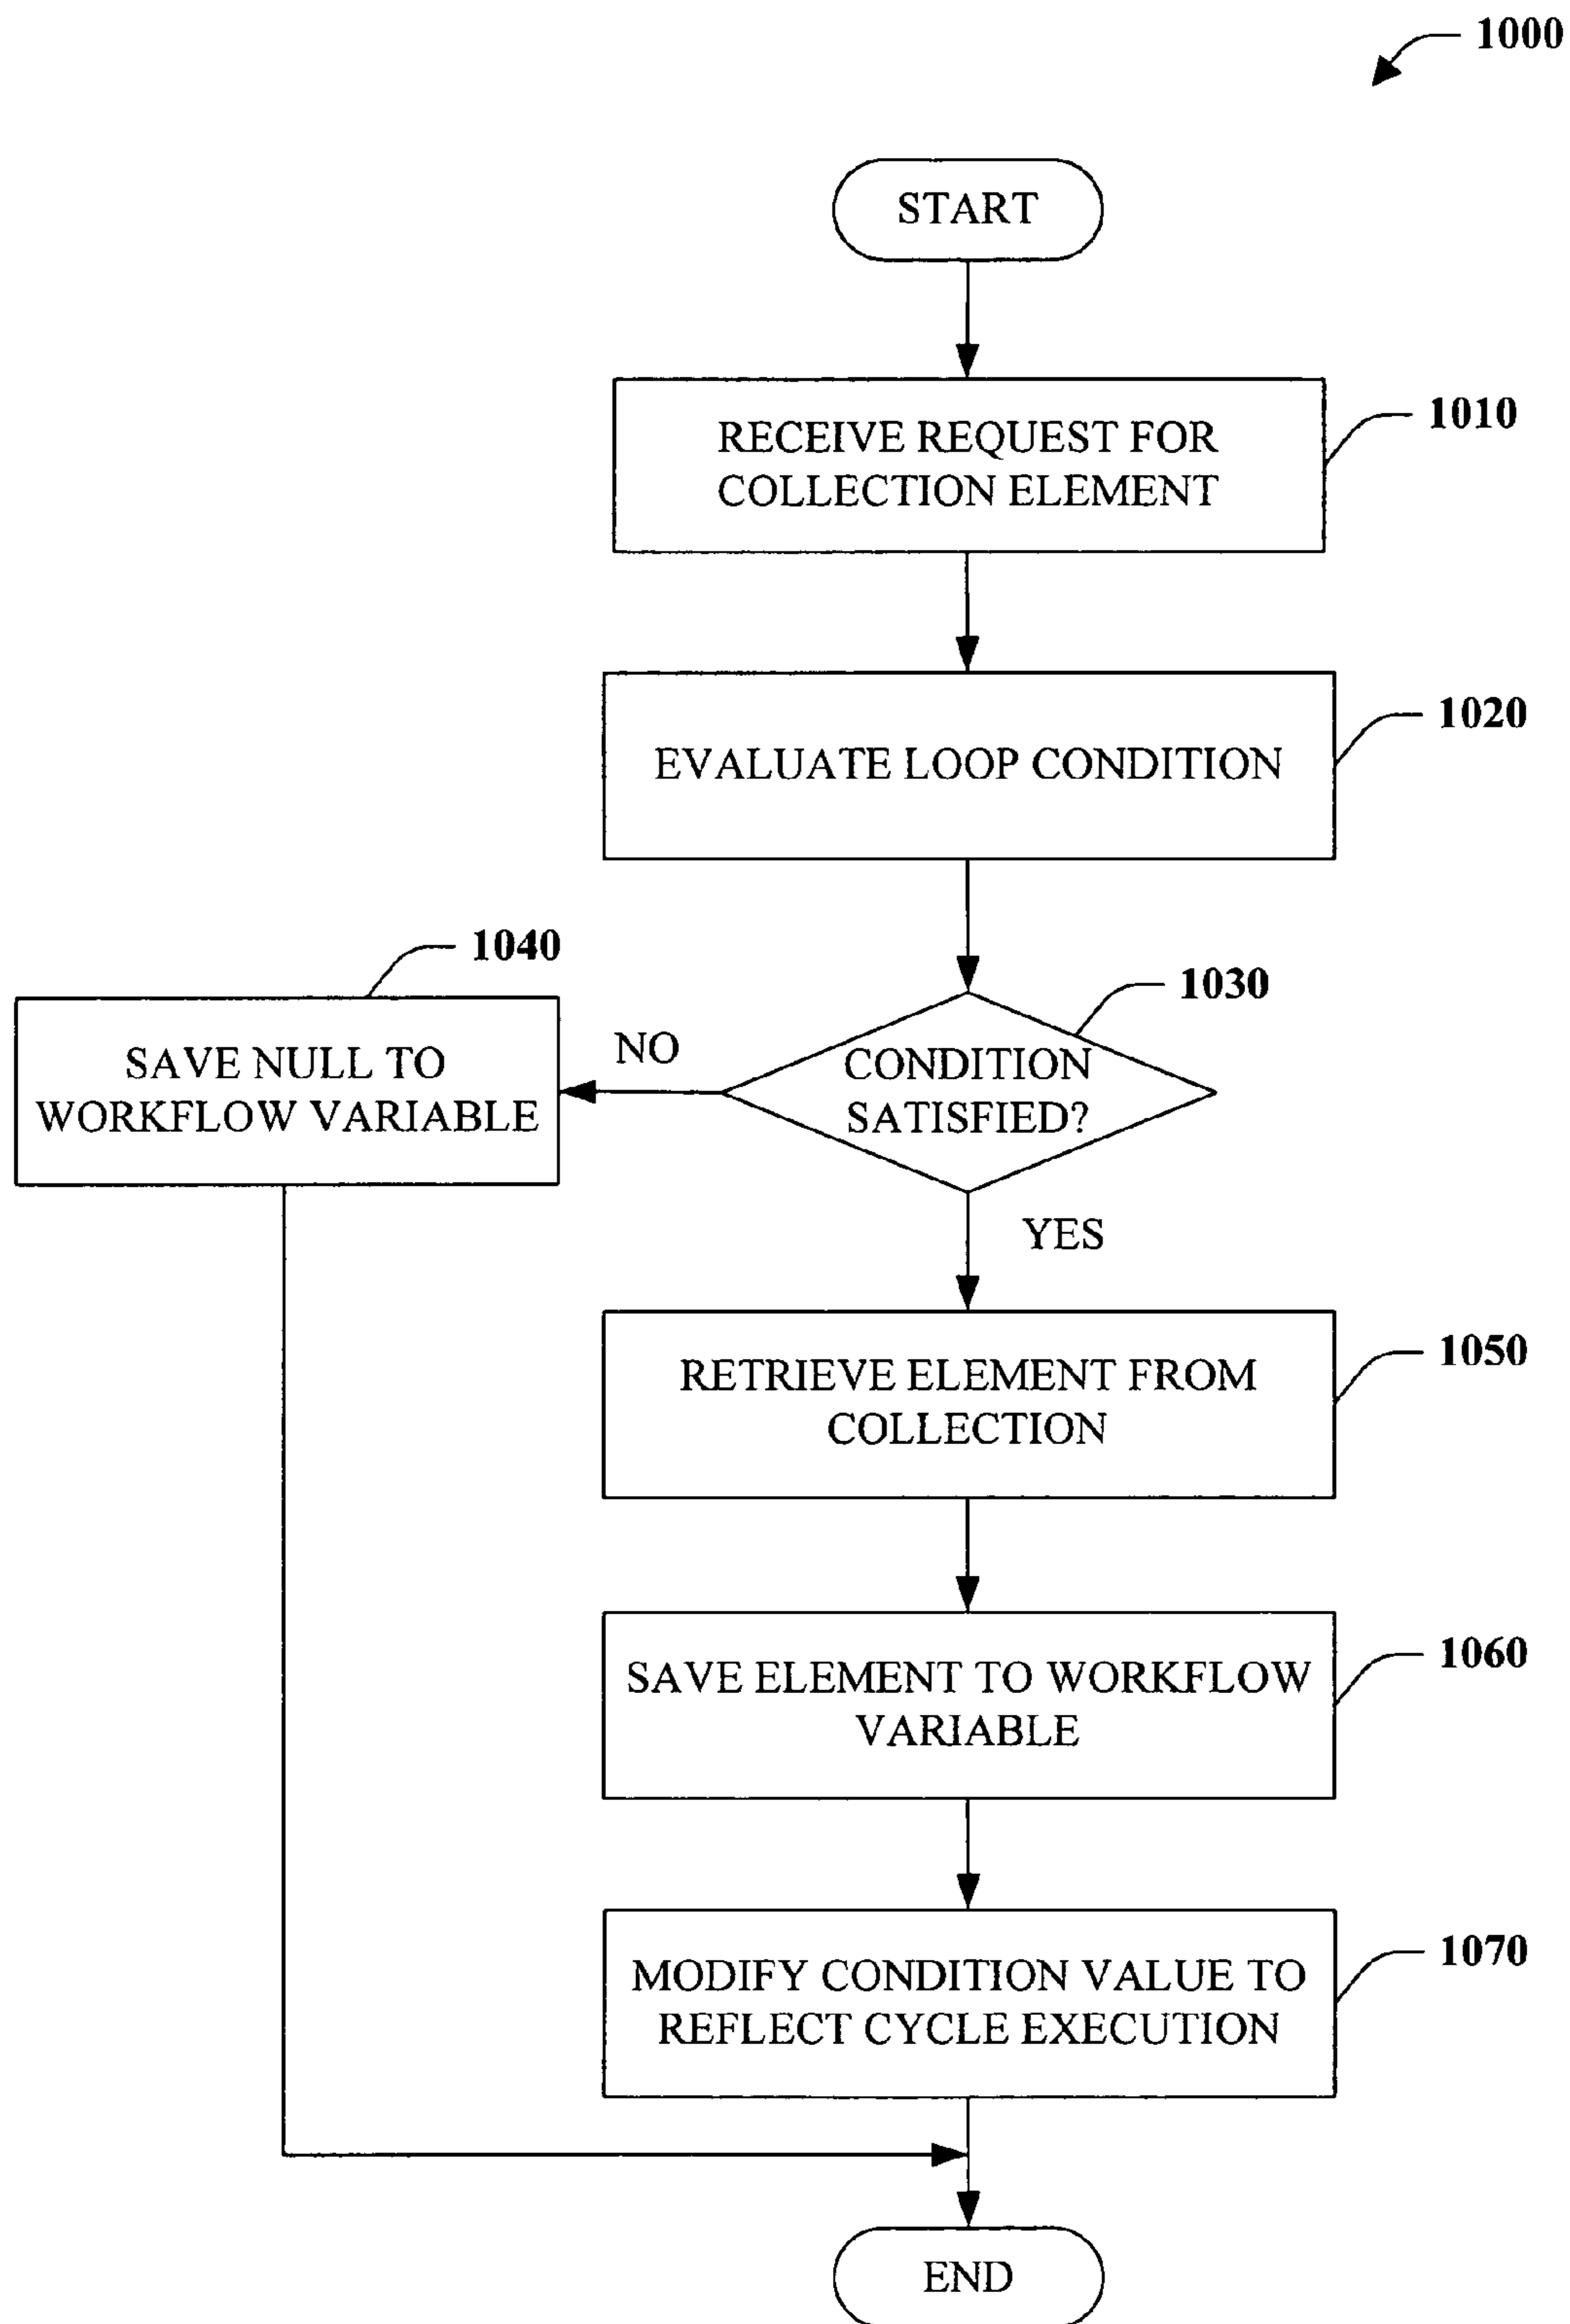 1000
START
RECEIVE REQUEST FOR
COLLECTION ELEMENT
1010
EVALUATE LOOP CONDITION
1020
1040
SAVE NULL TO
WORKFLOW VARIABLE
NO
1030
CONDITION
SATISFIED?
YES
RETRIEVE ELEMENT FROM
COLLECTION
1050
SAVE ELEMENT TO WORKFLOW
VARIABLE
1060
MODIFY CONDITION VALUE TO
REFLECT CYCLE EXECUTION
1070
END